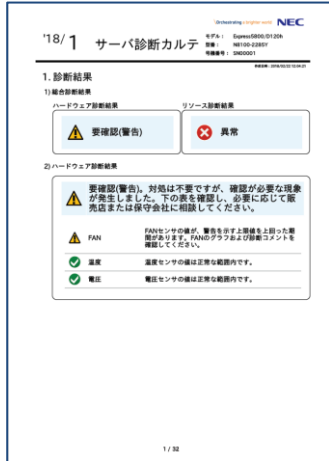 Orchestrating a brighter world NEC
'18/ 1 サーバ診断カルテ
モデル： Express5800/D120h
型番： N8100-2285Y
号機番号： SN00001
1. 診断結果
1) 総合診断結果
ハードウェア診断結果 リソース診断結果
要確認(警告) 異常
2) ハードウェア診断結果
要確認(警告)。対処は不要ですが、確認が必要な現象
が発生しました。下の表を確認し、必要に応じて販
売店または保守会社に相談してください。
FAN
FANセンサの値が、警告を示す上限値を上回った期
間があります。FANのグラフおよび診断コメントを
確認してください。
温度 温度センサの値は正常な範囲内です。
電圧 電圧センサの値は正常な範囲内です。
1 / 32